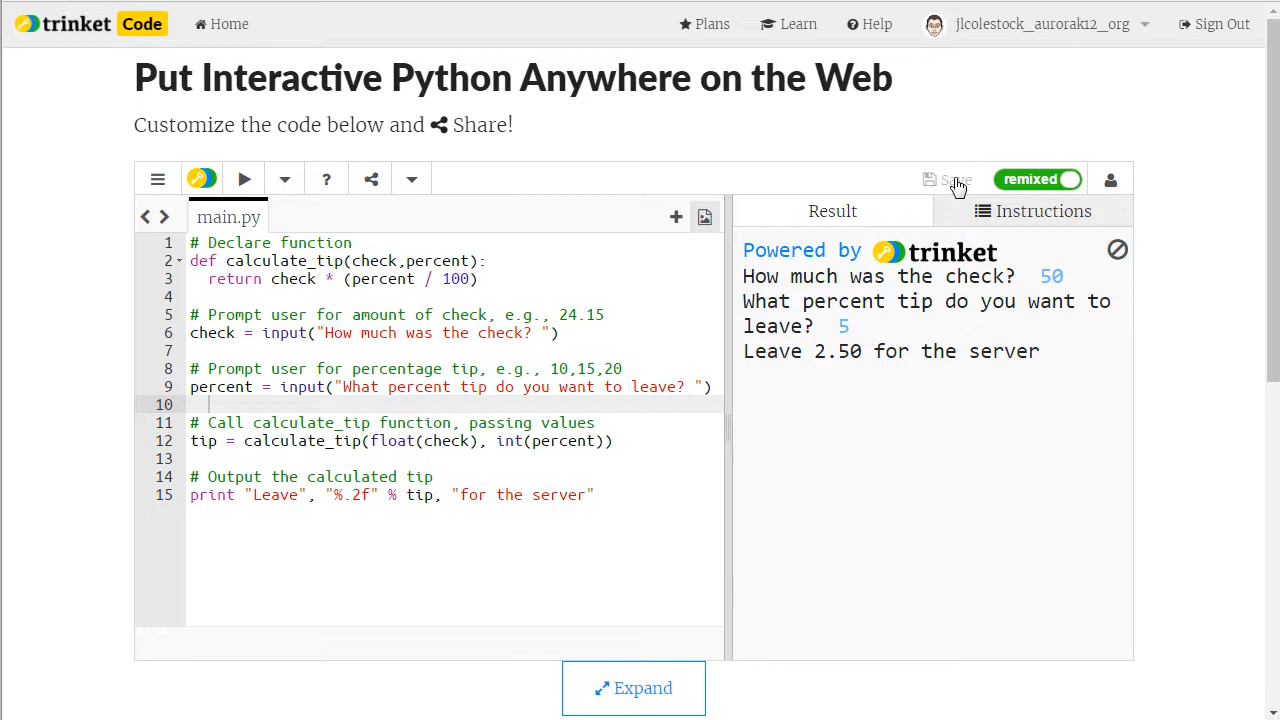 trinket Code Home Plans Learn Help jlcolestock_aurorak12__org Sign Out
Put Interactive Python Anywhere on the Web
Customize the code below and Share!
? Save remixed
main.py + Result Instructions
1 # Declare function
2 def calculate_tip(check,percent):
3   return check * (percent / 100)
4
5 # Prompt user for amount of check, e.g., 24.15
6 check = input("How much was the check? ")
7
8 # Prompt user for percentage tip, e.g., 10,15,20
9 percent = input("What percent tip do you want to leave? ")
10
11 # Call calculate_tip function, passing values
12 tip = calculate_tip(float(check), int(percent))
13
14 # Output the calculated tip
15 print "Leave", "%.2f" % tip, "for the server"
Powered by trinket
How much was the check? 50
What percent tip do you want to
leave? 5
Leave 2.50 for the server
Expand